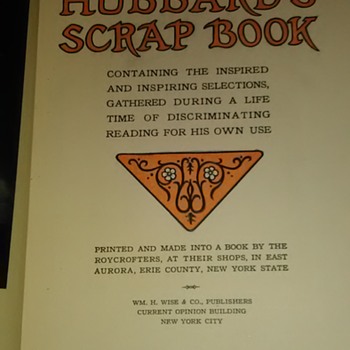 HUBBARD'S
SCRAP BOOK
CONTAINING THE INSPIRED
AND INSPIRING SELECTIONS,
GATHERED DURING A LIFE
TIME OF DISCRIMINATING
READING FOR HIS OWN USE
PRINTED AND MADE INTO A BOOK BY THE
ROYCROFTERS, AT THEIR SHOPS, IN EAST
AURORA, ERIE COUNTY, NEW YORK STATE
WM. H. WISE & CO., PUBLISHERS
CURRENT OPINION BUILDING
NEW YORK CITY